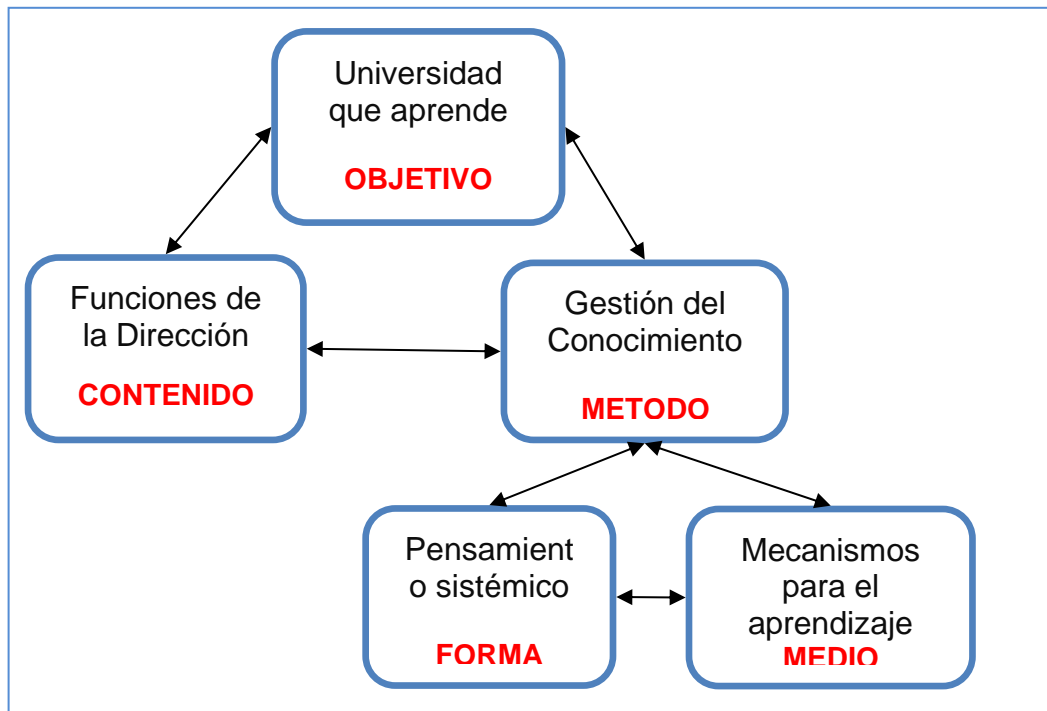 Universidad
que aprende
OBJETIVO
Funciones de
la Dirección
CONTENIDO
Gestión del
Conocimiento
METODO
Pensamient
o sistémico
FORMA
Mecanismos
para el
aprendizaje
MEDIO